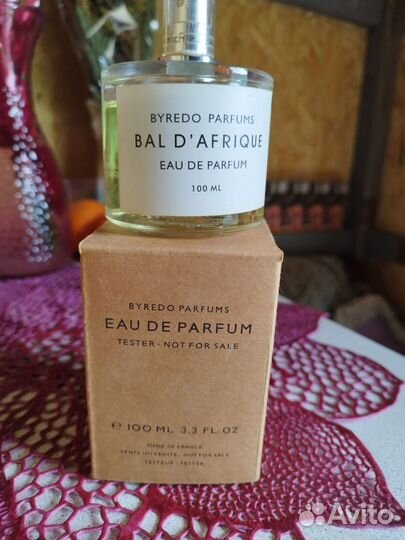 BYREDO PARFUMS
BAL D'AFRIQUE
EAU DE PARFUM
100 ML
BYREDO PARFUMS
EAU DE PARFUM
TESTER - NOT FOR SALE
℮ 100 ML 3.3 FL.OZ
MADE IN FRANCE
VENTE INTERDITE - NOT FOR SALE
TESTEUR - TESTER
Avito